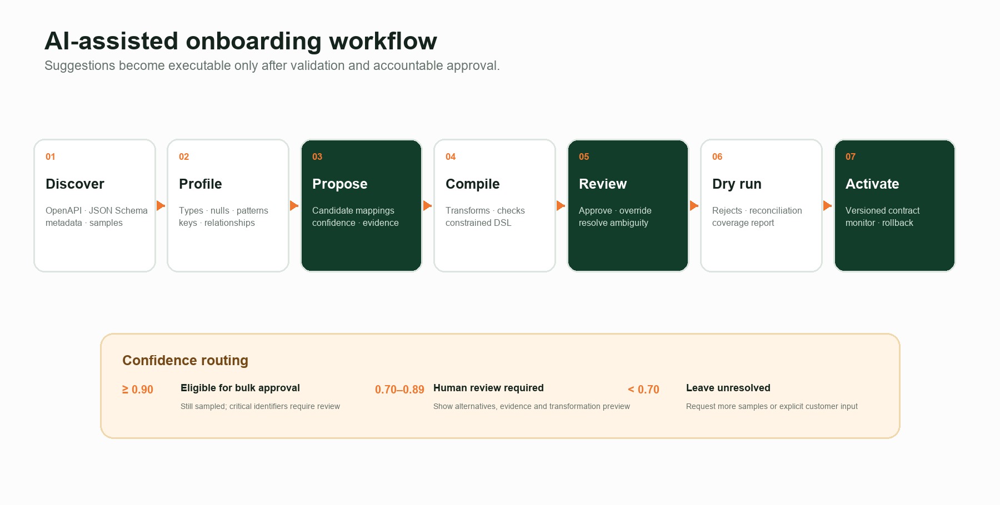 AI-assisted onboarding workflow
Suggestions become executable only after validation and accountable approval.
01
Discover
OpenAPI · JSON Schema
metadata · samples
02
Profile
Types · nulls · patterns
keys · relationships
03
Propose
Candidate mappings
confidence · evidence
04
Compile
Transforms · checks
constrained DSL
05
Review
Approve · override
resolve ambiguity
06
Dry run
Rejects · reconciliation
coverage report
07
Activate
Versioned contract
monitor · rollback
Confidence routing
≥ 0.90
Eligible for bulk approval
Still sampled; critical identifiers require review
0.70–0.89
Human review required
Show alternatives, evidence and transformation preview
< 0.70
Leave unresolved
Request more samples or explicit customer input